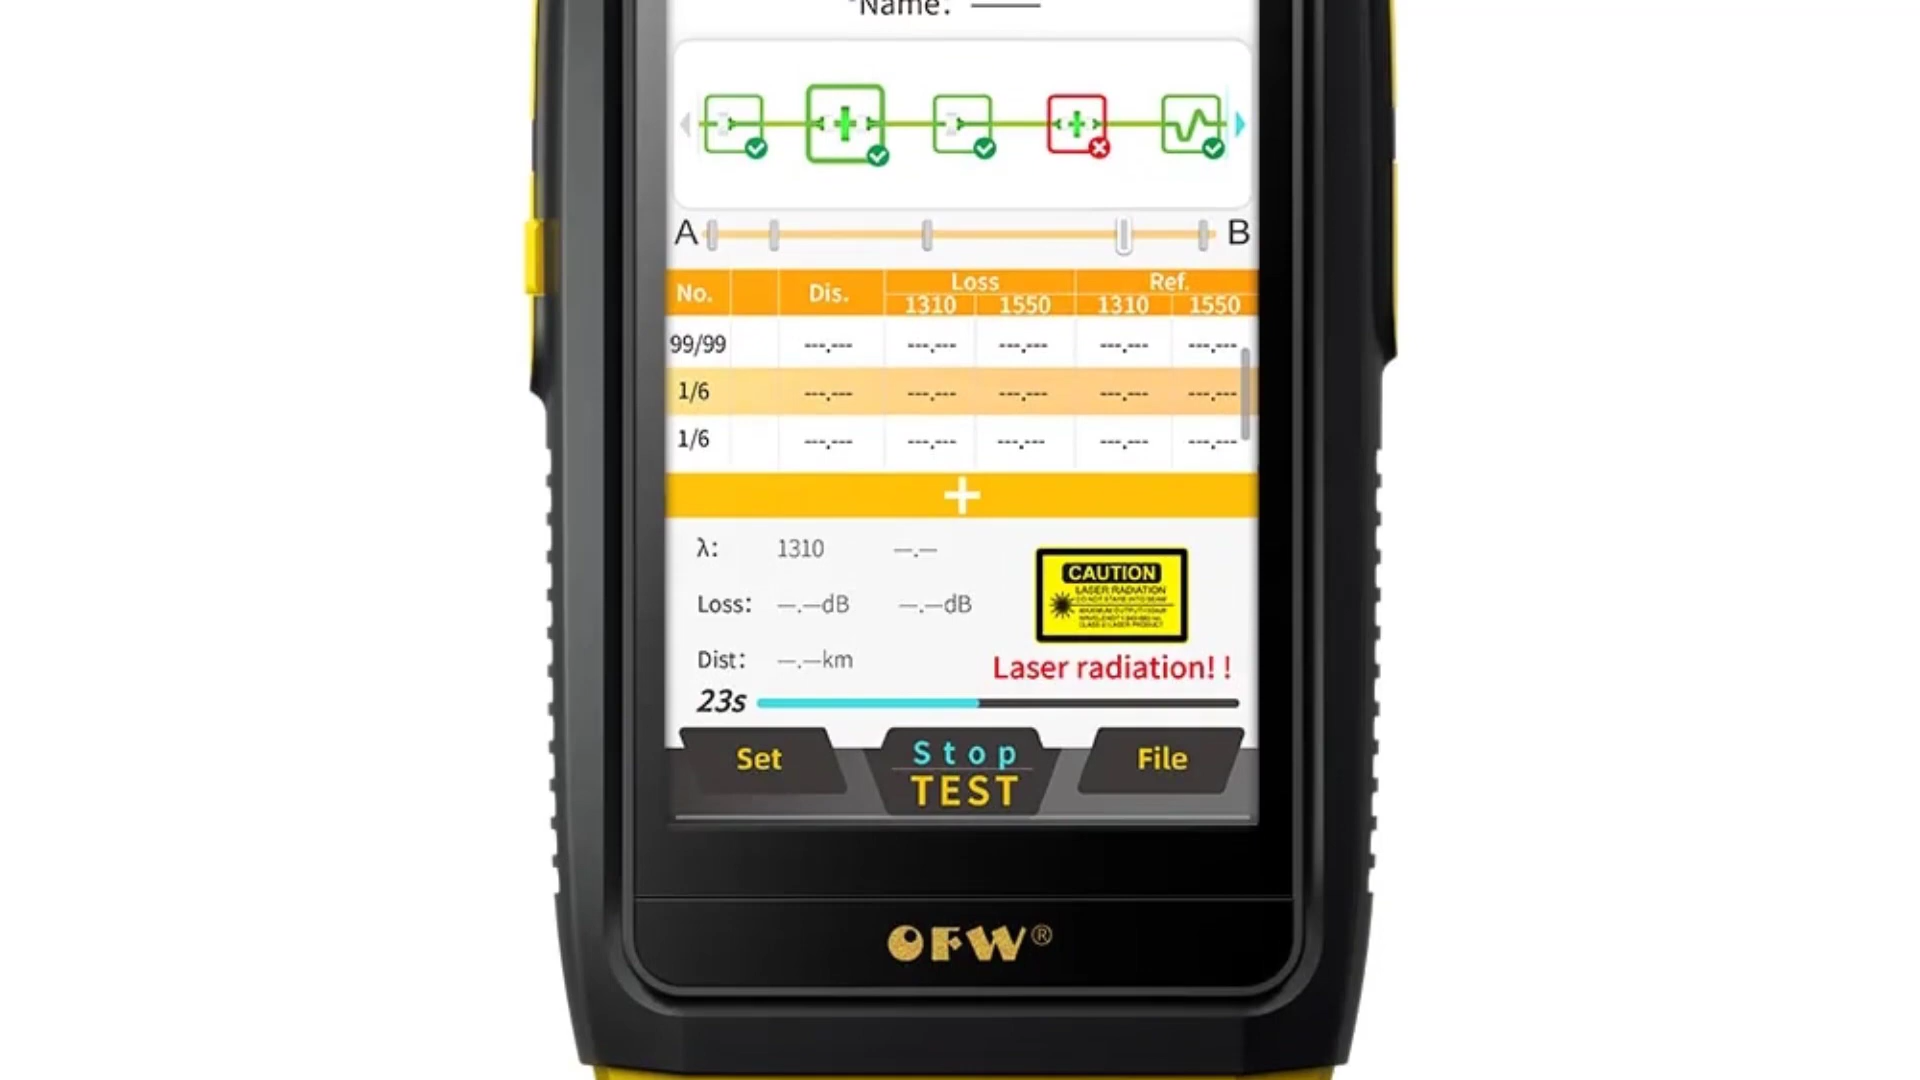 *Name: ____
A B
No. Dis. Loss Ref.
1310 1550 1310 1550
99/99 ---.--- ---.--- ---.--- ---.--- ---.---
1/6 ---.--- ---.--- ---.--- ---.--- ---.---
1/6 ---.--- ---.--- ---.--- ---.--- ---.---
+
λ: 1310 —.—
CAUTION
LASER RADIATION
Loss: —.—dB —.—dB
Dist: —.—km
Laser radiation!!
23s
Set Stop File
TEST
OFW®